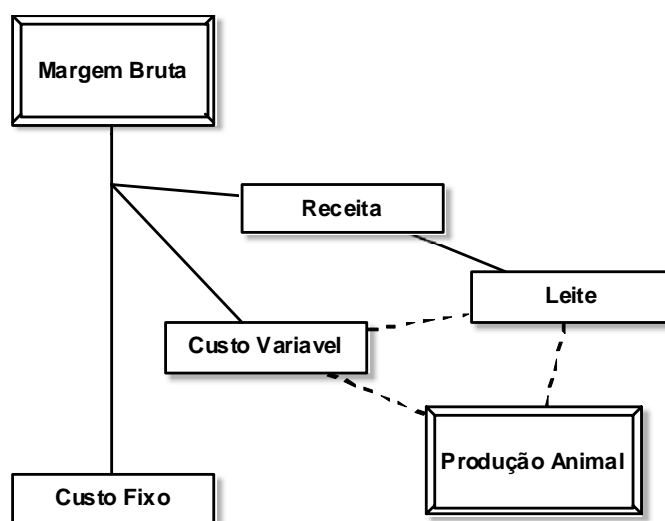 Margem Bruta
Receita
Leite
Custo Variavel
Produção Animal
Custo Fixo